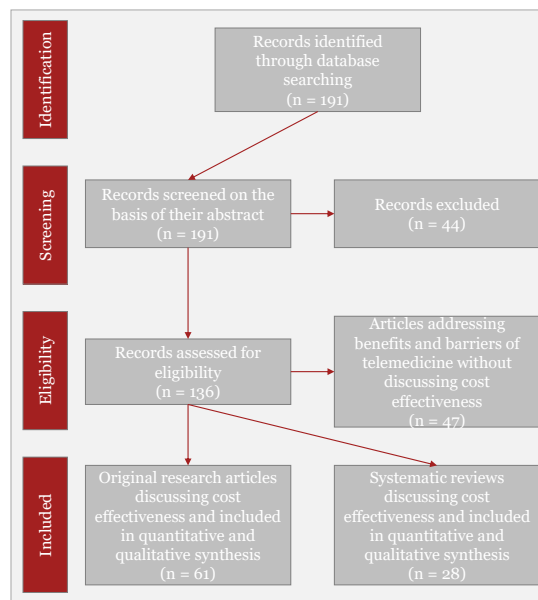 Identification
Records identified
through database
searching
(n = 191)
Screening
Records screened on the
basis of their abstract
(n = 191)
Records excluded
(n = 44)
Eligibility
Records assessed for
eligibility
(n = 136)
Articles addressing
benefits and barriers of
telemedicine without
discussing cost
effectiveness
(n = 47)
Included
Original research articles
discussing cost
effectiveness and included
in quantitative and
qualitative synthesis
(n = 61)
Systematic reviews
discussing cost
effectiveness and included
in quantitative and
qualitative synthesis
(n = 28)